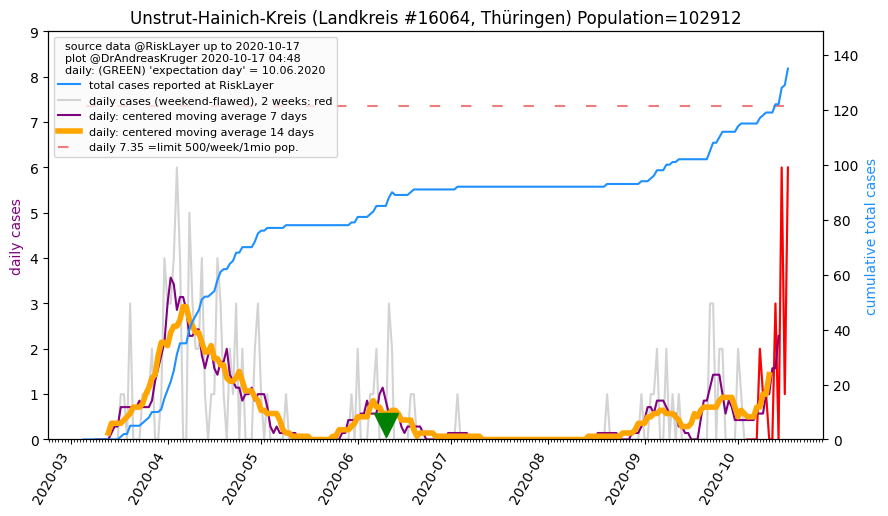 Unstrut-Hainich-Kreis (Landkreis #16064, Thüringen) Population=102912
source data @RiskLayer up to 2020-10-17
plot @DrAndreasKruger 2020-10-17 04:48
daily: (GREEN) 'expectation day' = 10.06.2020
total cases reported at RiskLayer
daily cases (weekend-flawed), 2 weeks: red
daily: centered moving average 7 days
daily: centered moving average 14 days
daily 7.35 =limit 500/week/1mio pop.
daily cases
9
8
7
6
5
4
3
2
1
0
cumulative total cases
140
120
100
80
60
40
20
0
2020-03
2020-04
2020-05
2020-06
2020-07
2020-08
2020-09
2020-10